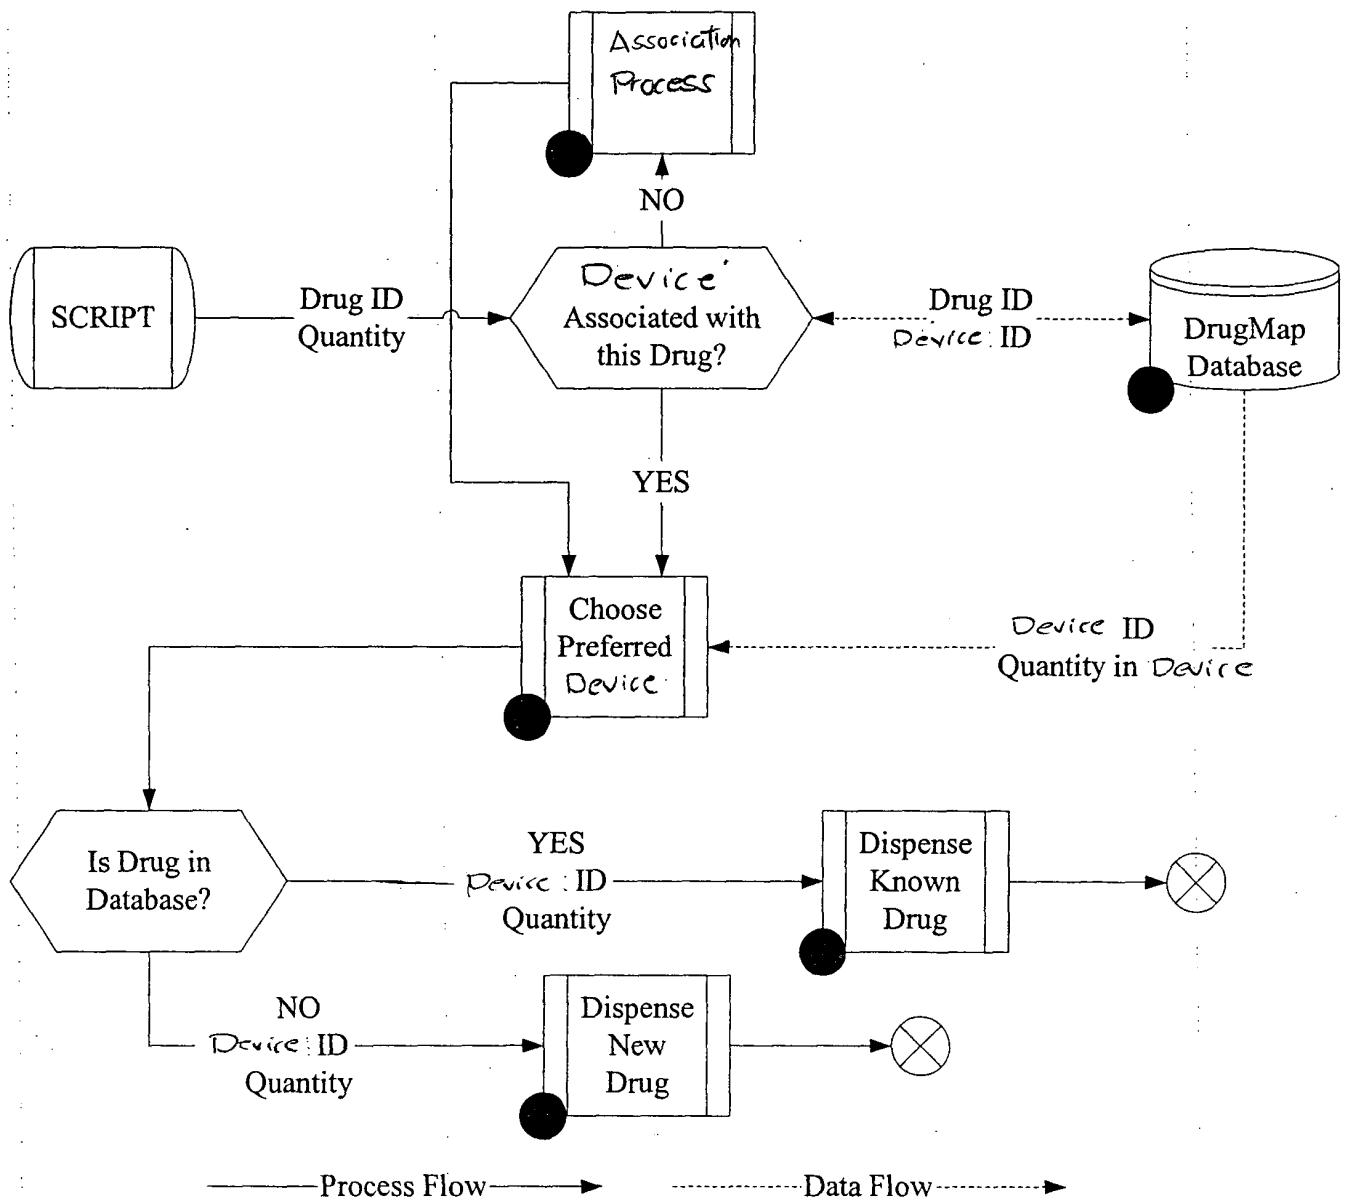 Association
Process
NO
SCRIPT
Drug ID
Quantity
Device
Associated with
this Drug?
Drug ID
Device ID
DrugMap
Database
YES
Choose
Preferred
Device
Device ID
Quantity in Device
Is Drug in
Database?
YES
Device ID
Quantity
Dispense
Known
Drug
NO
Device ID
Quantity
Dispense
New
Drug
Process Flow
Data Flow